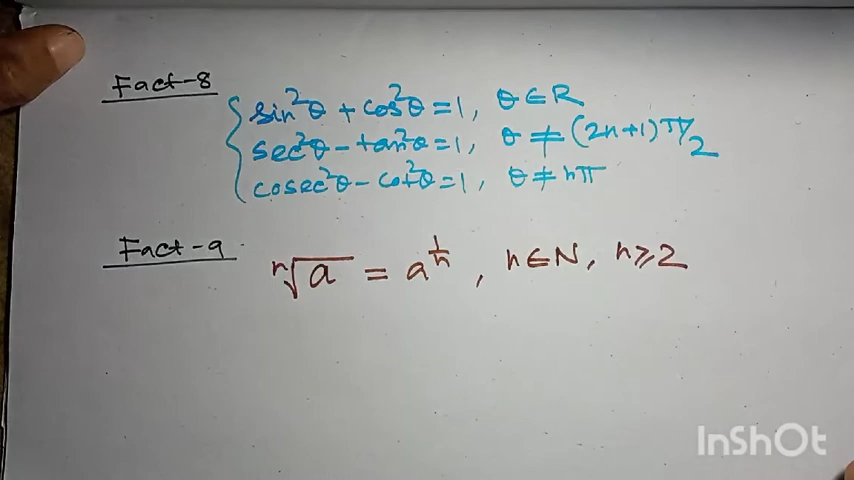 Fact-8
sin²θ + cos²θ = 1, θ ∈ R
sec²θ - tan²θ = 1, θ ≠ (2n+1) π/2
cosec²θ - cot²θ = 1, θ ≠ nπ
Fact-9
ⁿ√a = a^(1/n), n ∈ N, n ≥ 2
InShOt